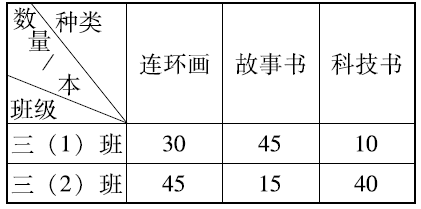 数量/本 种类 班级 连环画 故事书 科技书
三（1）班 30 45 10
三（2）班 45 15 40